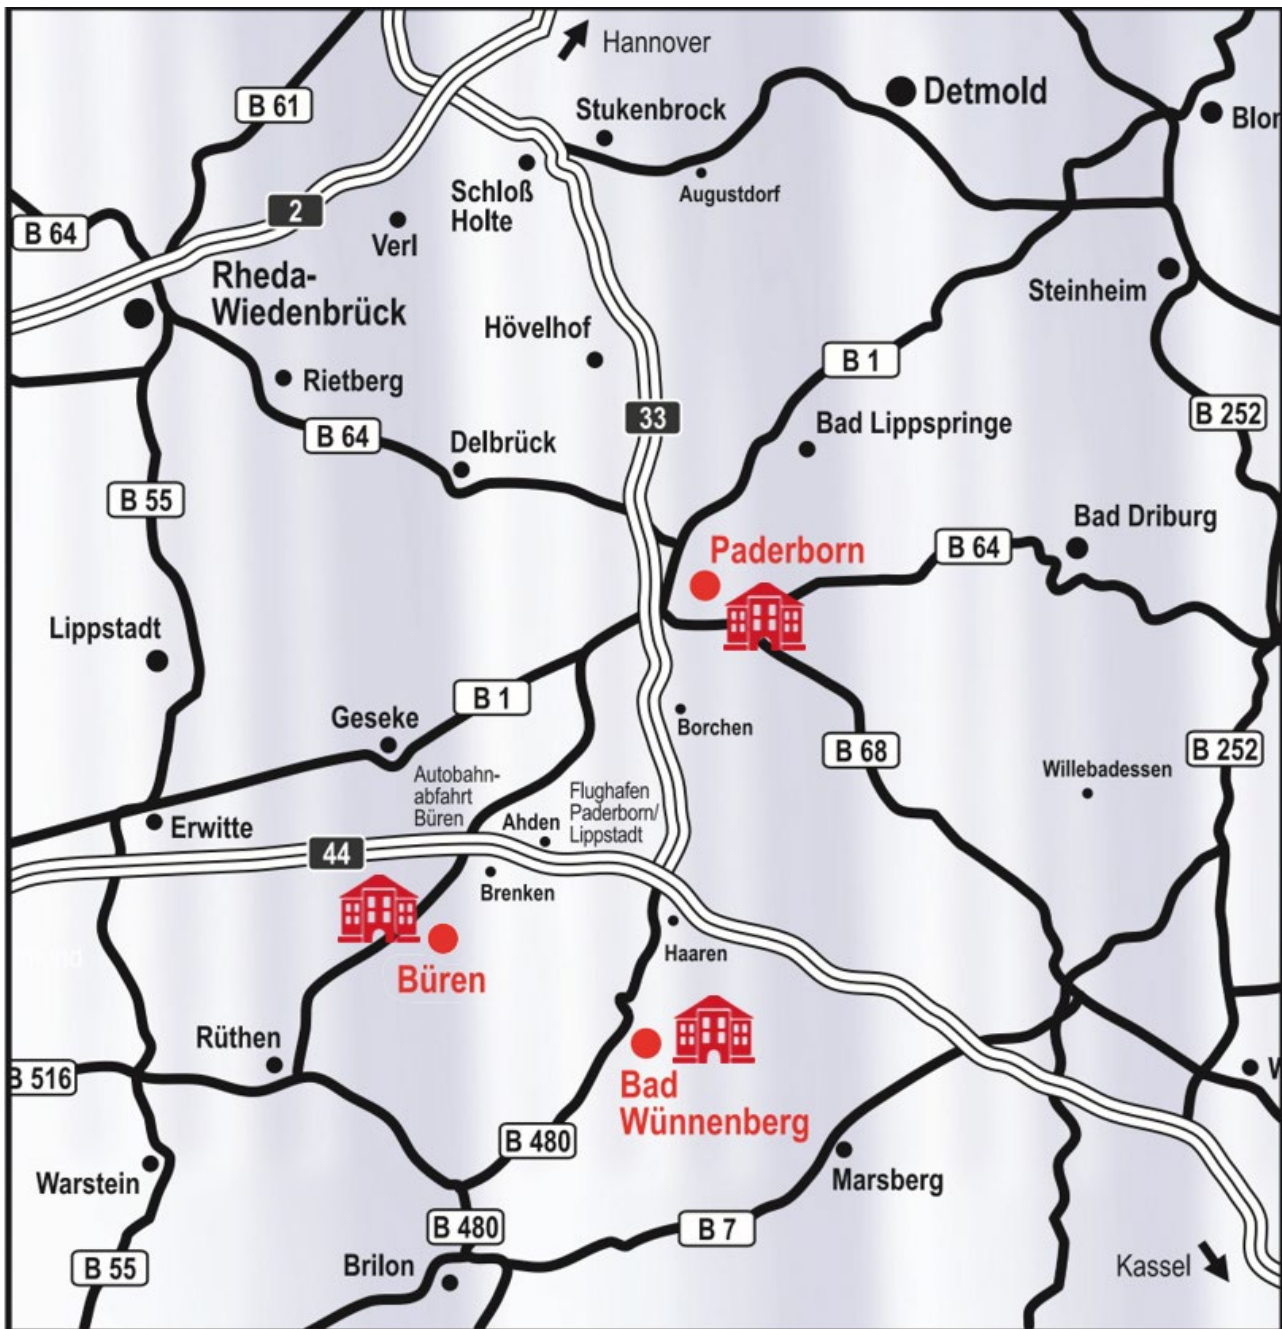 Hannover
Detmold
B 61
Stukenbrock
Blor
Augustdorf
Schloß
Holte
2
B 64
Verl
Rheda-
Wiedenbrück
Steinheim
Hövelhof
B 1
Rietberg
33
B 252
Bad Lippspringe
B 64
Delbrück
B 55
Bad Driburg
Paderborn
B 64
Lippstadt
B 1
Geseke
Borchen
B 68
B 252
Willebadessen
Autobahn-
abfahrt
Büren
Flughafen
Paderborn/
Lippstadt
Ahden
Erwitte
44
Brenken
Haaren
Büren
Rüthen
B 516
W
Bad
Wünnenberg
B 480
Warstein
Marsberg
B 480
B 7
B 55
Brilon
Kassel